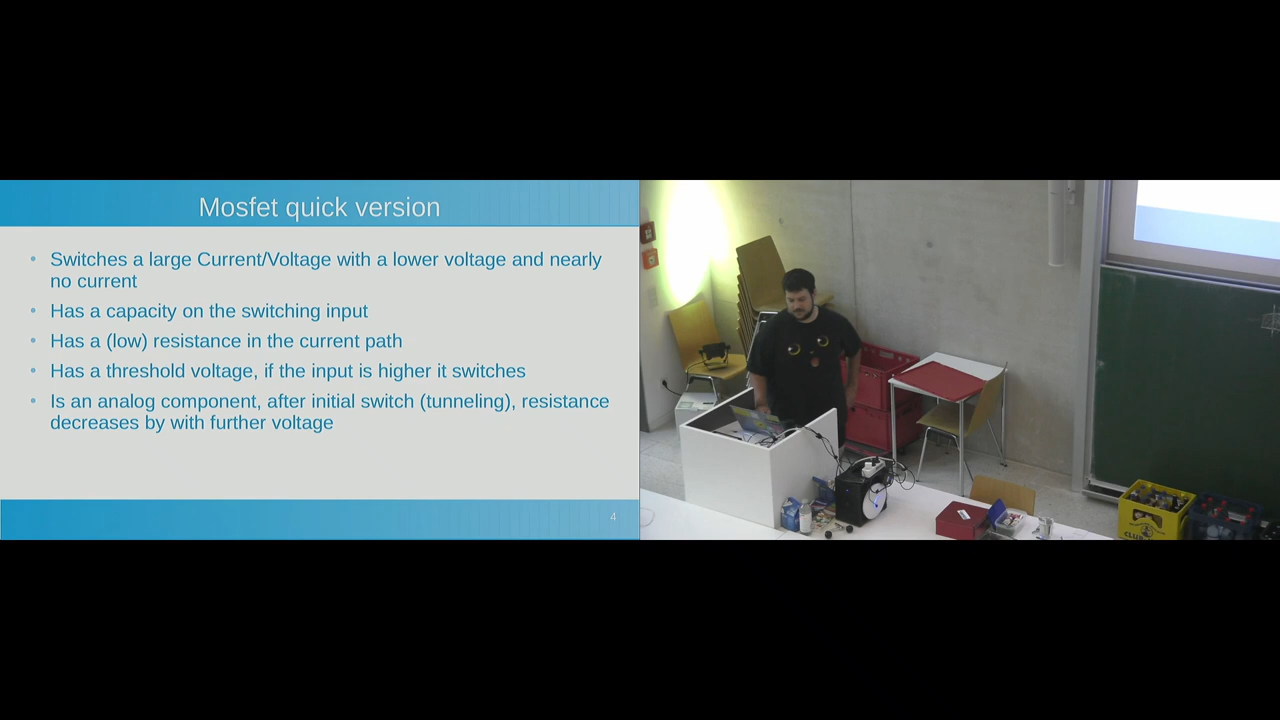 Mosfet quick version
• Switches a large Current/Voltage with a lower voltage and nearly
no current
• Has a capacity on the switching input
• Has a (low) resistance in the current path
• Has a threshold voltage, if the input is higher it switches
• Is an analog component, after initial switch (tunneling), resistance
decreases by with further voltage
4
CLUB